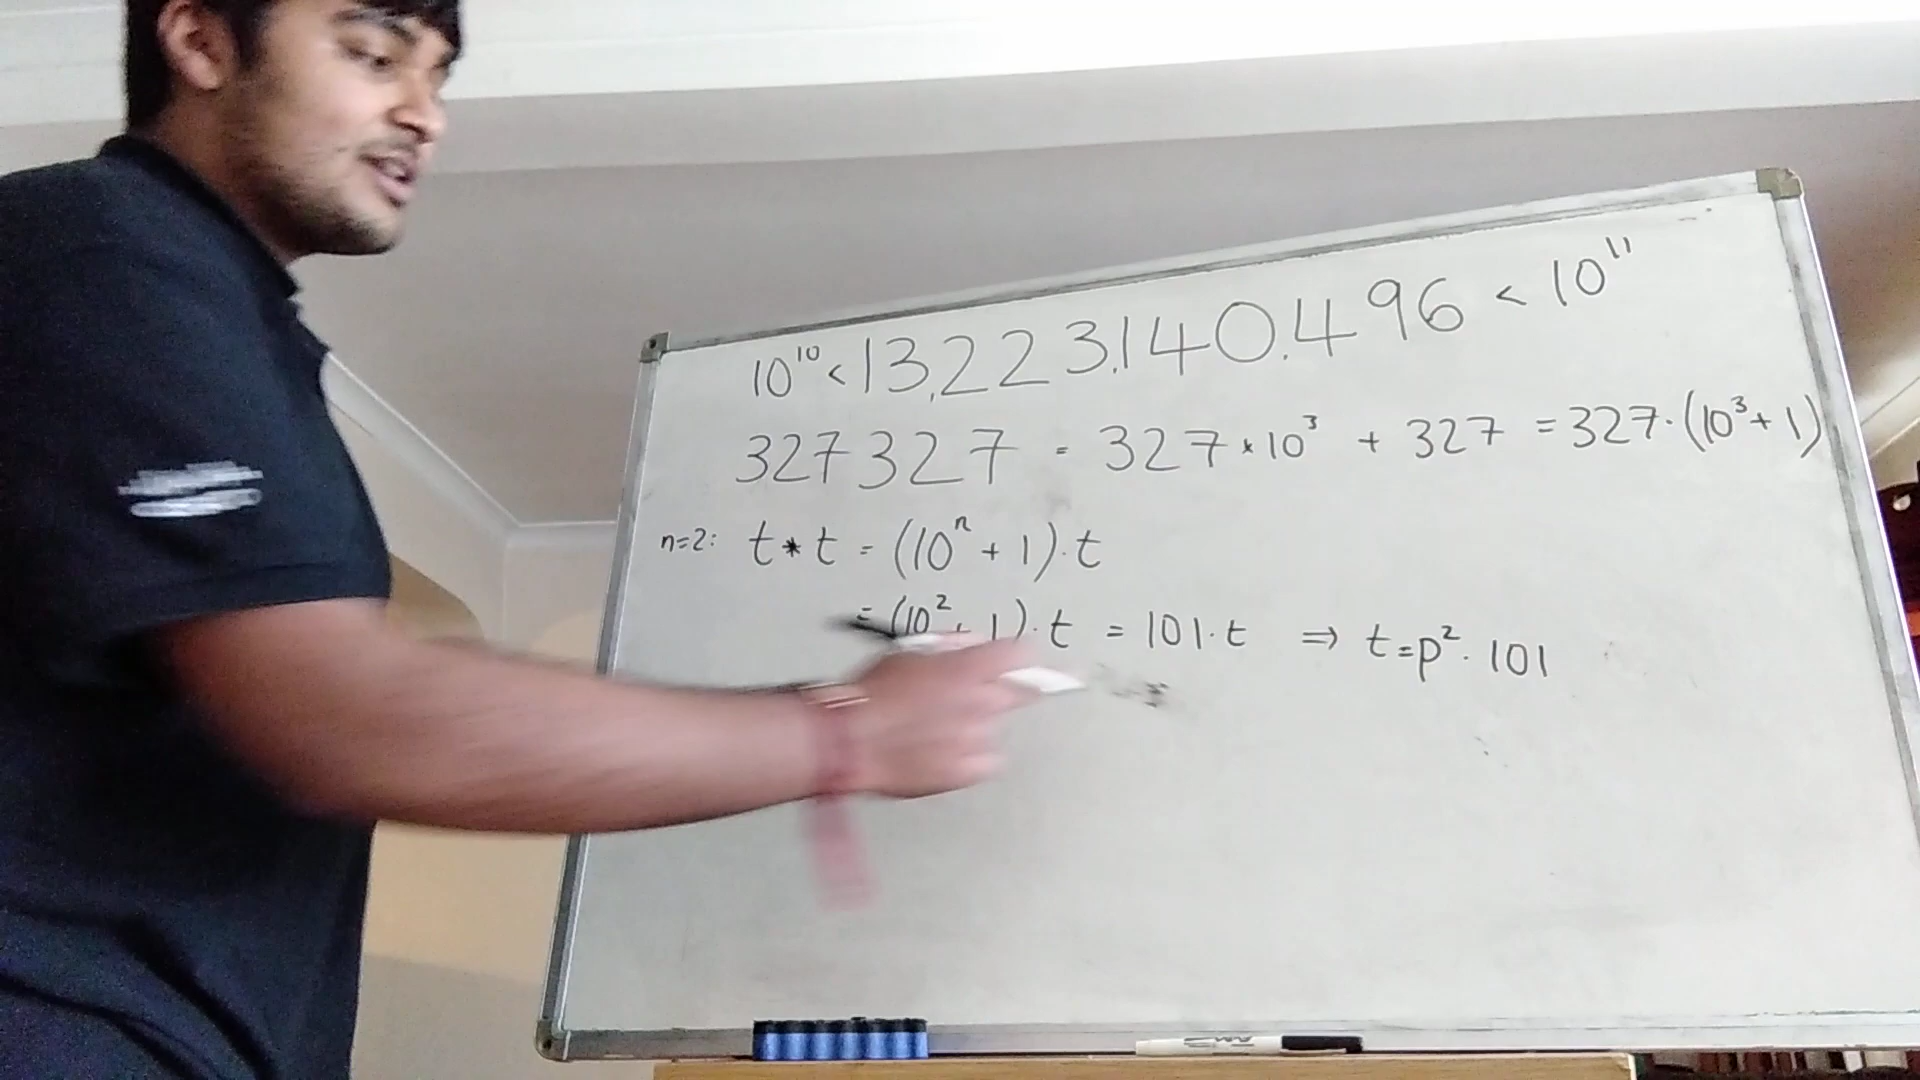 10¹⁰ < 13,223,140,496 < 10¹¹
327327 = 327 * 10³ + 327 = 327·(10³+1)
n=2: t * t = (10ⁿ + 1)·t
= (10² + 1)·t = 101·t ⇒ t=p²·101